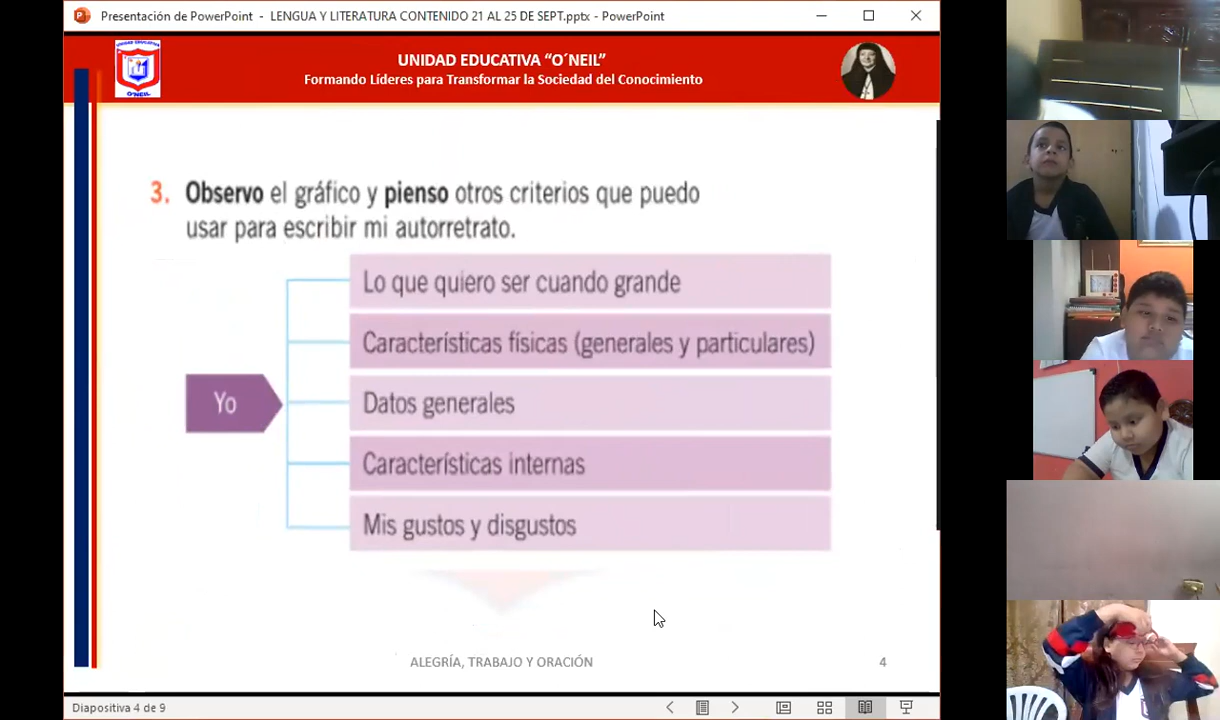 Presentación de PowerPoint - LENGUA Y LITERATURA CONTENIDO 21 AL 25 DE SEPT.pptx - PowerPoint
UNIDAD EDUCATIVA “O´NEIL”
Formando Líderes para Transformar la Sociedad del Conocimiento
3. Observo el gráfico y pienso otros criterios que puedo
usar para escribir mi autorretrato.
Yo
Lo que quiero ser cuando grande
Características físicas (generales y particulares)
Datos generales
Características internas
Mis gustos y disgustos
ALEGRÍA, TRABAJO Y ORACIÓN
4
Diapositiva 4 de 9